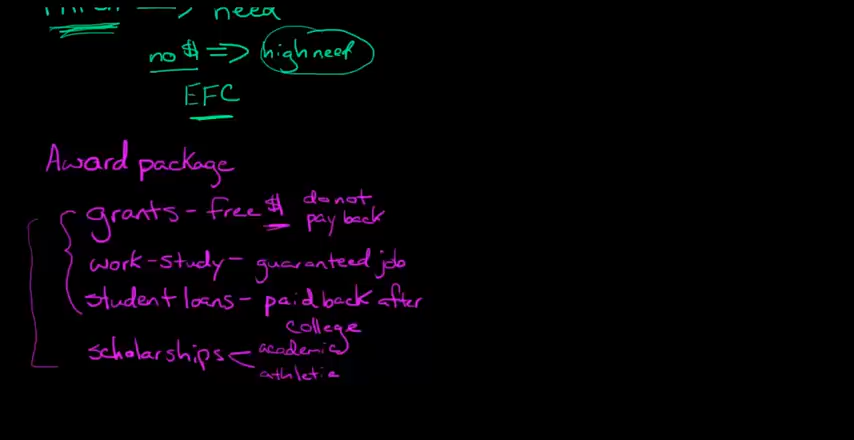 need
no $ => high need
EFC
Award package
grants - free $ do not
pay back
work-study - guaranteed job
student loans - paid back after
college
scholarships < academic
athletic